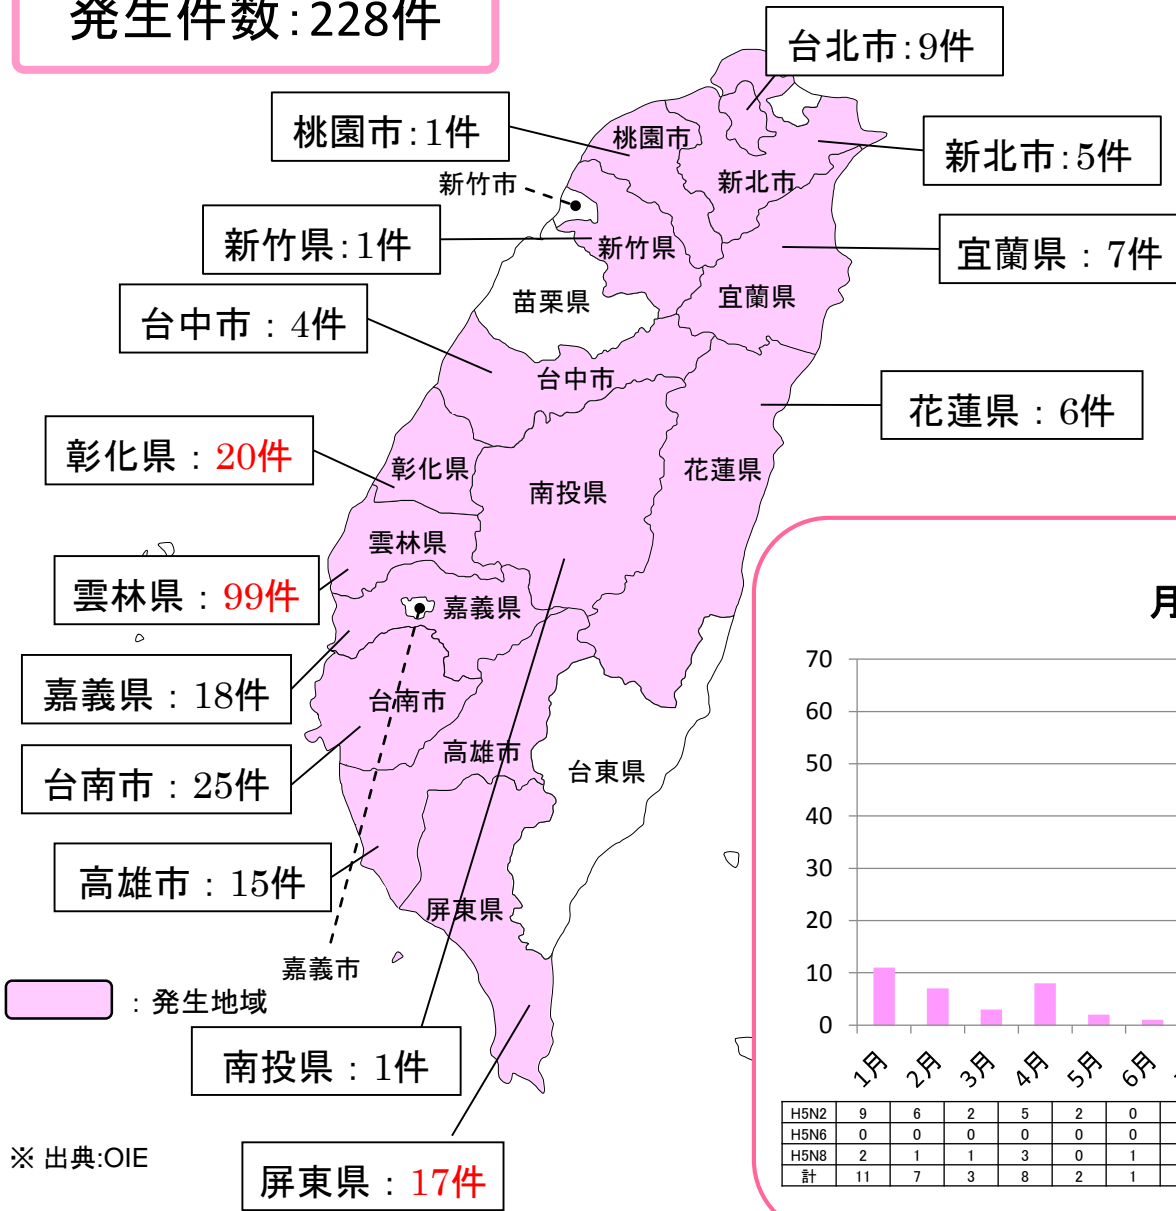 発生件数:228件
台北市:9件
桃園市:1件
桃園市
新北市:5件
新竹市
新北市
新竹県:1件
新竹県
宜蘭県：7件
苗栗県
宜蘭県
台中市：4件
台中市
花蓮県：6件
彰化県：20件
彰化県
南投県
花蓮県
雲林県
雲林県：99件
嘉義県
嘉義県：18件
台南市
台南市：25件
高雄市
台東県
高雄市：15件
屏東県
嘉義市
：発生地域
南投県：1件
※ 出典:OIE
屏東県：17件
月
70
60
50
40
30
20
10
0
1月 2月 3月 4月 5月 6月
H5N2 9 6 2 5 2 0
H5N6 0 0 0 0 0 0
H5N8 2 1 1 3 0 1
計 11 7 3 8 2 1